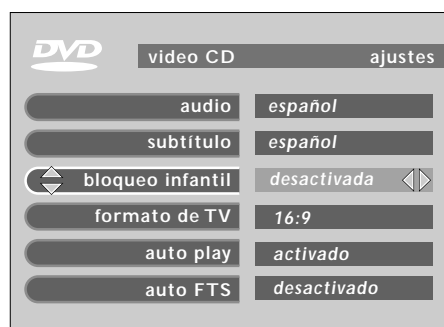 DVD video CD ajustes
audio español
subtítulo español
bloqueo infantil desactivada
formato de TV 16:9
auto play activado
auto FTS desactivado